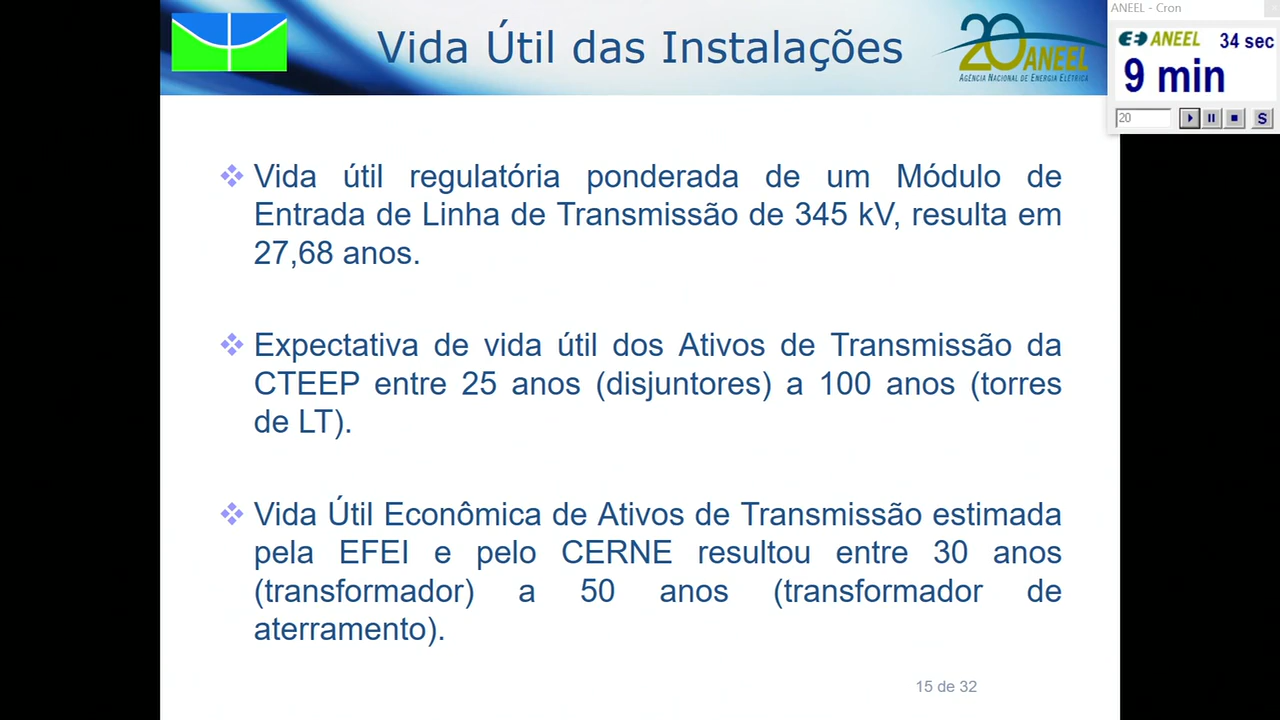 Vida Útil das Instalações
20
ANEEL
AGÊNCIA NACIONAL DE ENERGIA ELÉTRICA
ANEEL - Cron
ANEEL
34 sec
9 min
20
S
Vida útil regulatória ponderada de um Módulo de
Entrada de Linha de Transmissão de 345 kV, resulta em
27,68 anos.
Expectativa de vida útil dos Ativos de Transmissão da
CTEEP entre 25 anos (disjuntores) a 100 anos (torres
de LT).
Vida Útil Econômica de Ativos de Transmissão estimada
pela EFEI e pelo CERNE resultou entre 30 anos
(transformador) a 50 anos (transformador de
aterramento).
15 de 32